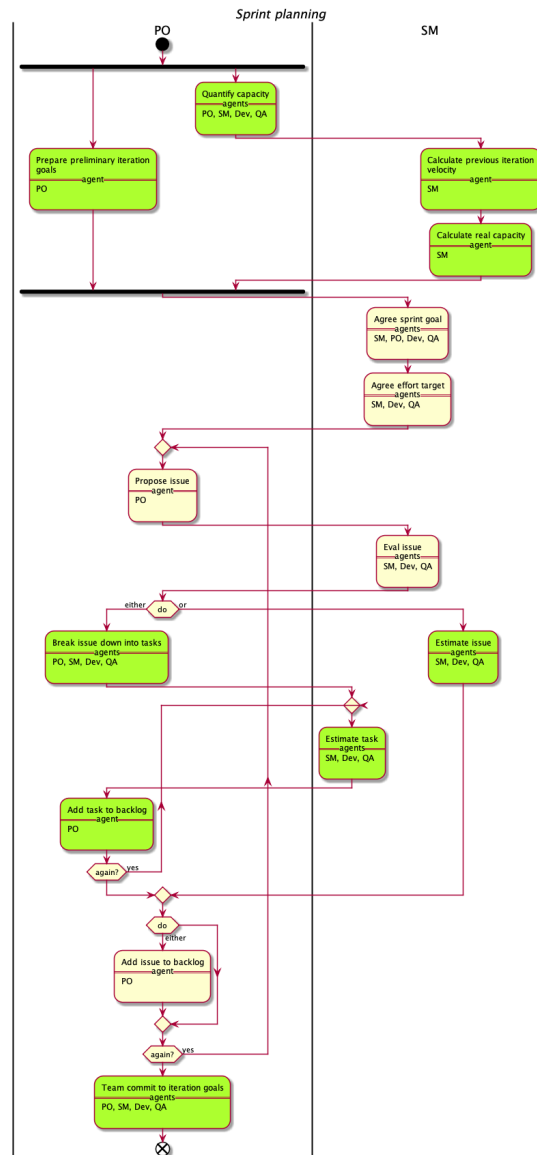 Sprint planning
PO
SM
Quantify capacity
agents
PO, SM, Dev, QA
Prepare preliminary iteration
goals
agent
PO
Calculate previous iteration
velocity
agent
SM
Calculate real capacity
agent
SM
Agree sprint goal
agents
SM, PO, Dev, QA
Agree effort target
agents
SM, Dev, QA
Propose issue
agent
PO
Eval issue
agents
SM, Dev, QA
either
do
or
Break issue down into tasks
agents
PO, SM, Dev, QA
Estimate issue
agents
SM, Dev, QA
Estimate task
agents
SM, Dev, QA
Add task to backlog
agent
PO
again?
yes
do
either
Add issue to backlog
agent
PO
again?
yes
Team commit to iteration goals
agents
PO, SM, Dev, QA